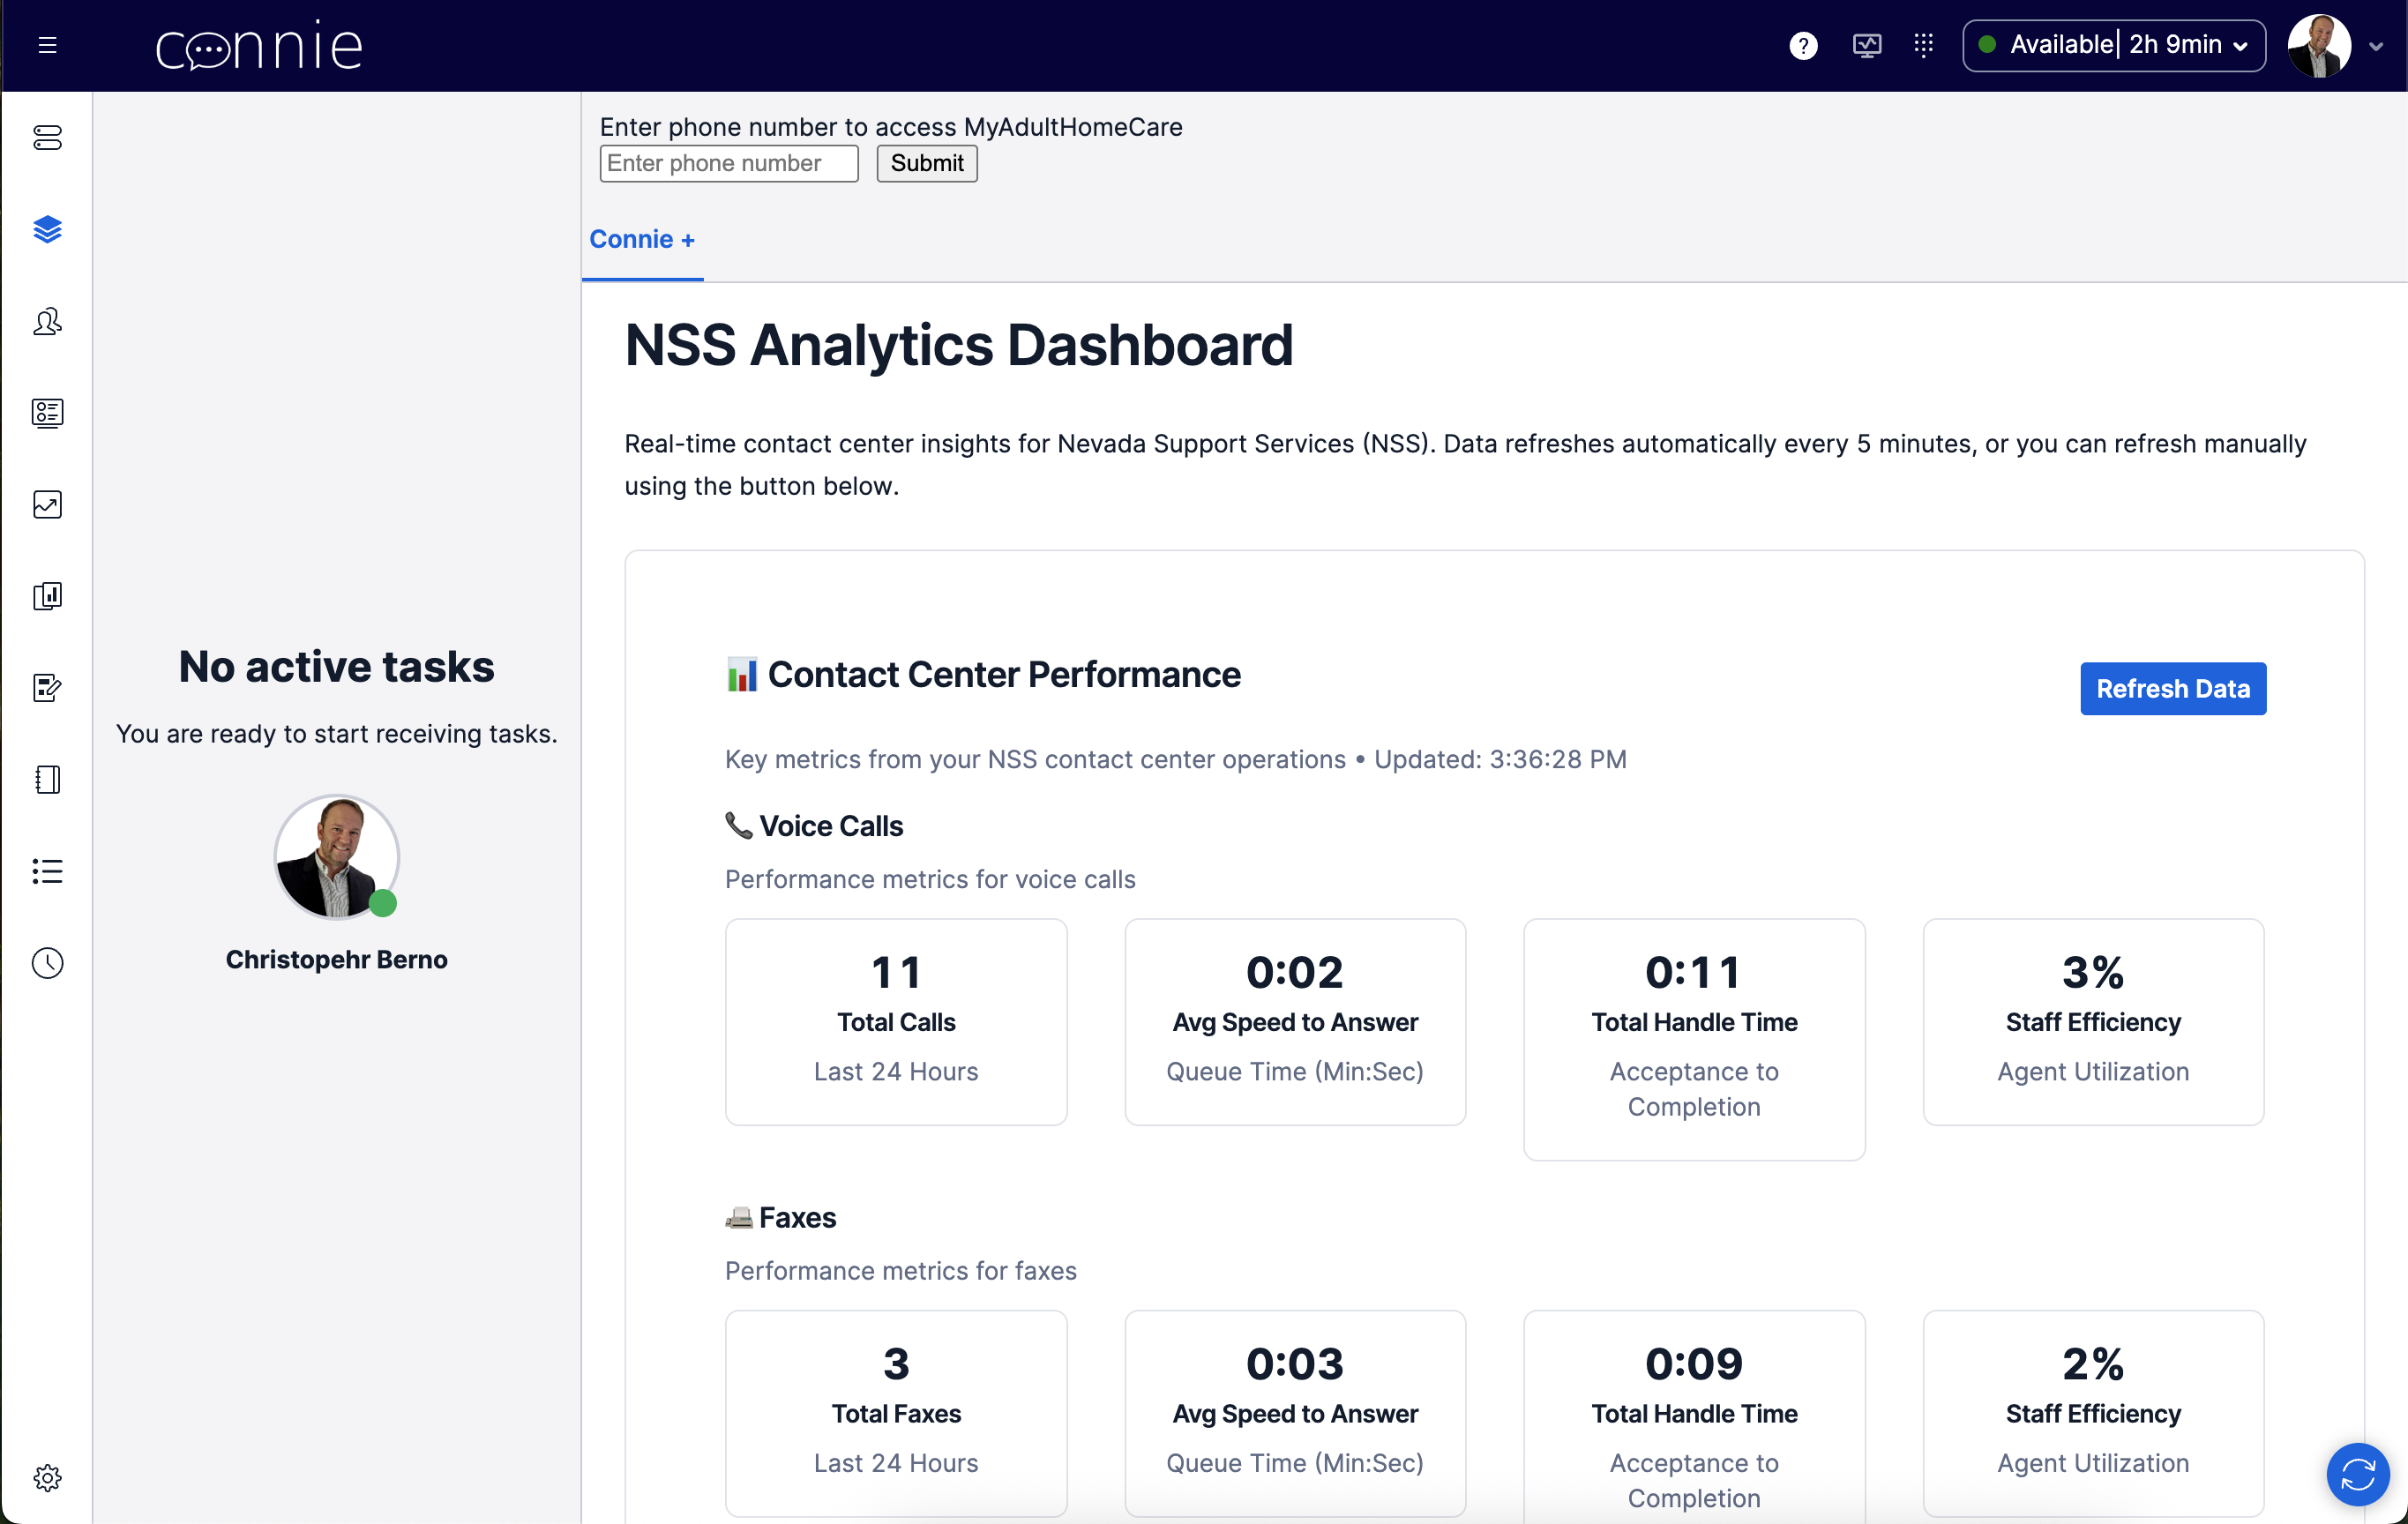 connie
?
Available| 2h 9min
Enter phone number to access MyAdultHomeCare
Enter phone number
Submit
Connie +
NSS Analytics Dashboard
Real-time contact center insights for Nevada Support Services (NSS). Data refreshes automatically every 5 minutes, or you can refresh manually
using the button below.
No active tasks
You are ready to start receiving tasks.
Christopehr Berno
Contact Center Performance
Refresh Data
Key metrics from your NSS contact center operations • Updated: 3:36:28 PM
Voice Calls
Performance metrics for voice calls
11
Total Calls
Last 24 Hours
0:02
Avg Speed to Answer
Queue Time (Min:Sec)
0:11
Total Handle Time
Acceptance to
Completion
3%
Staff Efficiency
Agent Utilization
Faxes
Performance metrics for faxes
3
Total Faxes
Last 24 Hours
0:03
Avg Speed to Answer
Queue Time (Min:Sec)
0:09
Total Handle Time
Acceptance to
Completion
2%
Staff Efficiency
Agent Utilization